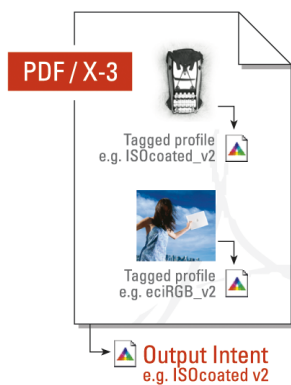 PDF / X-3
Tagged profile
e.g. ISOcoated_v2
Tagged profile
e.g. eciRGB_v2
Output Intent
e.g. ISOcoated v2